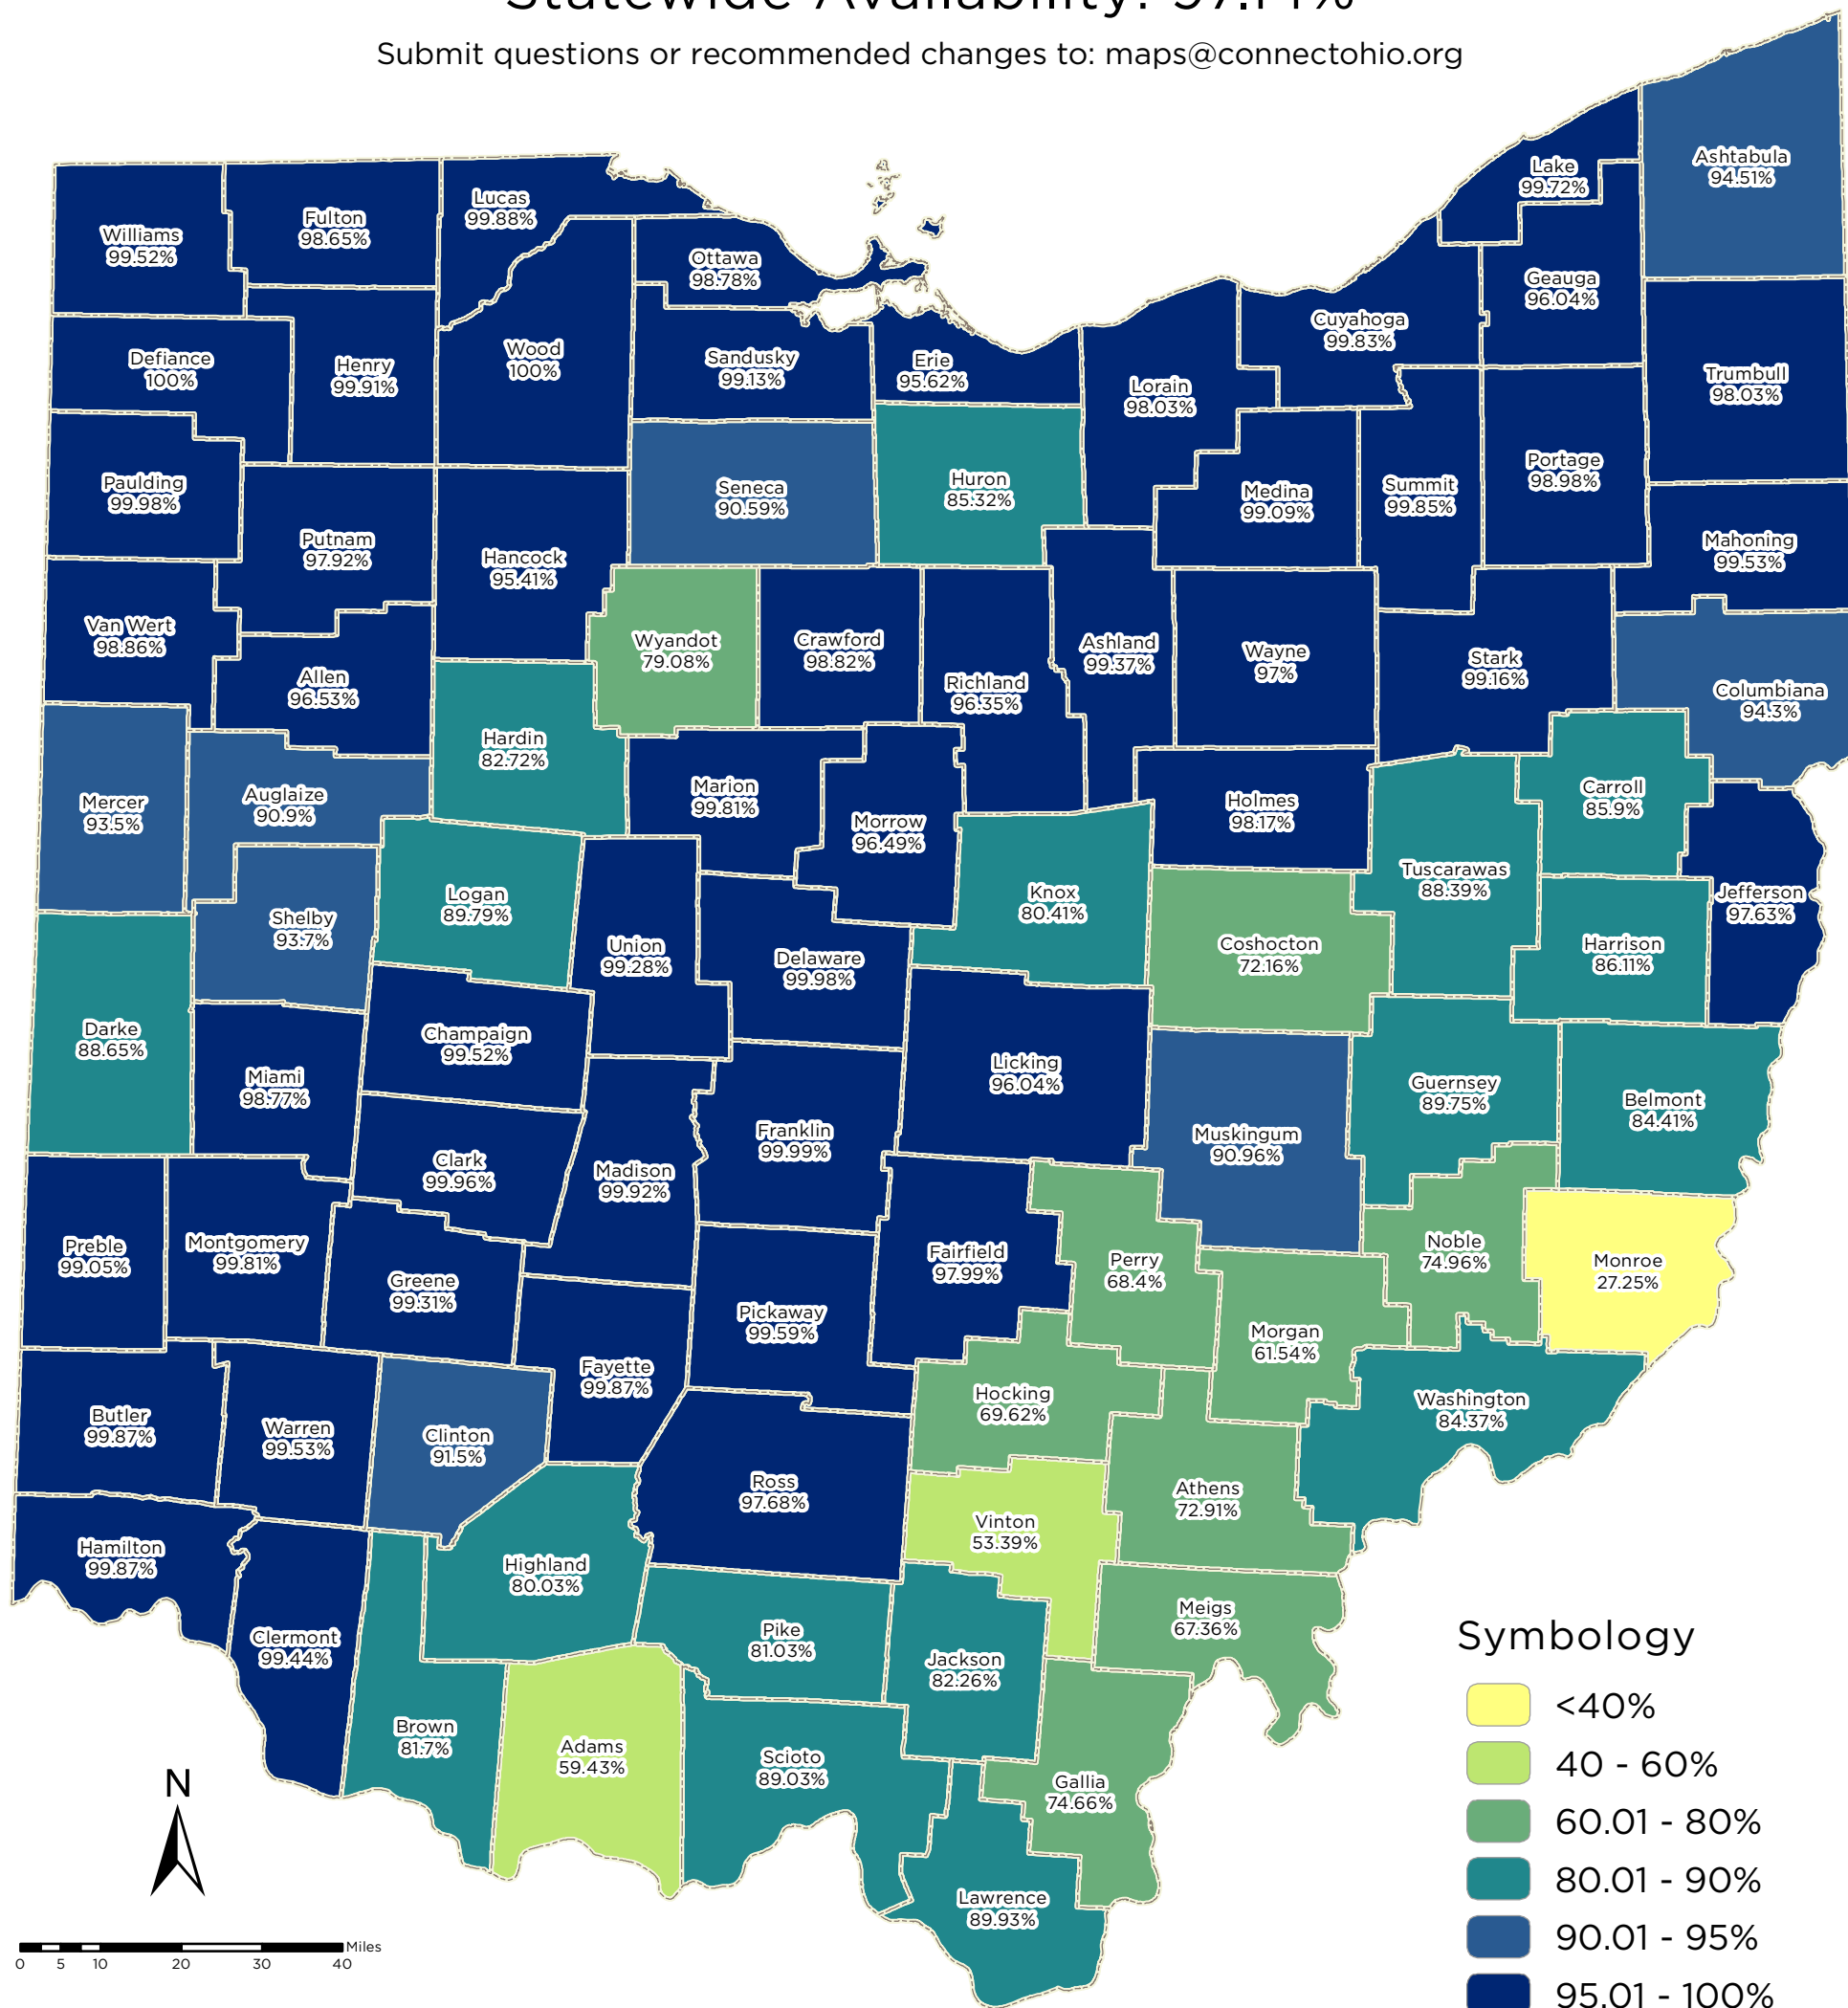 Statewide Availability: 97.14%
Submit questions or recommended changes to: maps@connectohio.org
Ashtabula
94.51%
Lake
99.72%
Lucas
99.88%
Fulton
98.65%
Williams
99.52%
Ottawa
98.78%
Geauga
96.04%
Cuyahoga
99.83%
Defiance
100%
Henry
99.91%
Wood
100%
Sandusky
99.13%
Erie
95.62%
Lorain
98.03%
Trumbull
98.03%
Paulding
99.98%
Seneca
90.59%
Huron
85.32%
Medina
99.09%
Summit
99.85%
Portage
98.98%
Putnam
97.92%
Hancock
95.41%
Mahoning
99.53%
Van Wert
98.86%
Wyandot
79.08%
Crawford
98.82%
Ashland
99.37%
Wayne
97%
Stark
99.16%
Allen
96.53%
Richland
96.35%
Columbiana
94.3%
Hardin
82.72%
Mercer
93.5%
Auglaize
90.9%
Marion
99.81%
Morrow
96.49%
Holmes
98.17%
Carroll
85.9%
Tuscarawas
88.39%
Jefferson
97.63%
Logan
89.79%
Knox
80.41%
Shelby
93.7%
Union
99.28%
Delaware
99.98%
Coshocton
72.16%
Harrison
86.11%
Darke
88.65%
Champaign
99.52%
Miami
98.77%
Licking
96.04%
Guernsey
89.75%
Belmont
84.41%
Franklin
99.99%
Muskingum
90.96%
Clark
99.96%
Madison
99.92%
Preble
99.05%
Montgomery
99.81%
Greene
99.31%
Fairfield
97.99%
Perry
68.4%
Noble
74.96%
Monroe
27.25%
Pickaway
99.59%
Morgan
61.54%
Fayette
99.87%
Hocking
69.62%
Washington
84.37%
Butler
99.87%
Warren
99.53%
Clinton
91.5%
Ross
97.68%
Athens
72.91%
Vinton
53.39%
Hamilton
99.87%
Highland
80.03%
Meigs
67.36%
Clermont
99.44%
Pike
81.03%
Jackson
82.26%
Brown
81.7%
Adams
59.43%
Scioto
89.03%
Gallia
74.66%
Lawrence
89.93%
Symbology
<40%
40 - 60%
60.01 - 80%
80.01 - 90%
90.01 - 95%
95.01 - 100%
N
Miles
0 5 10 20 30 40